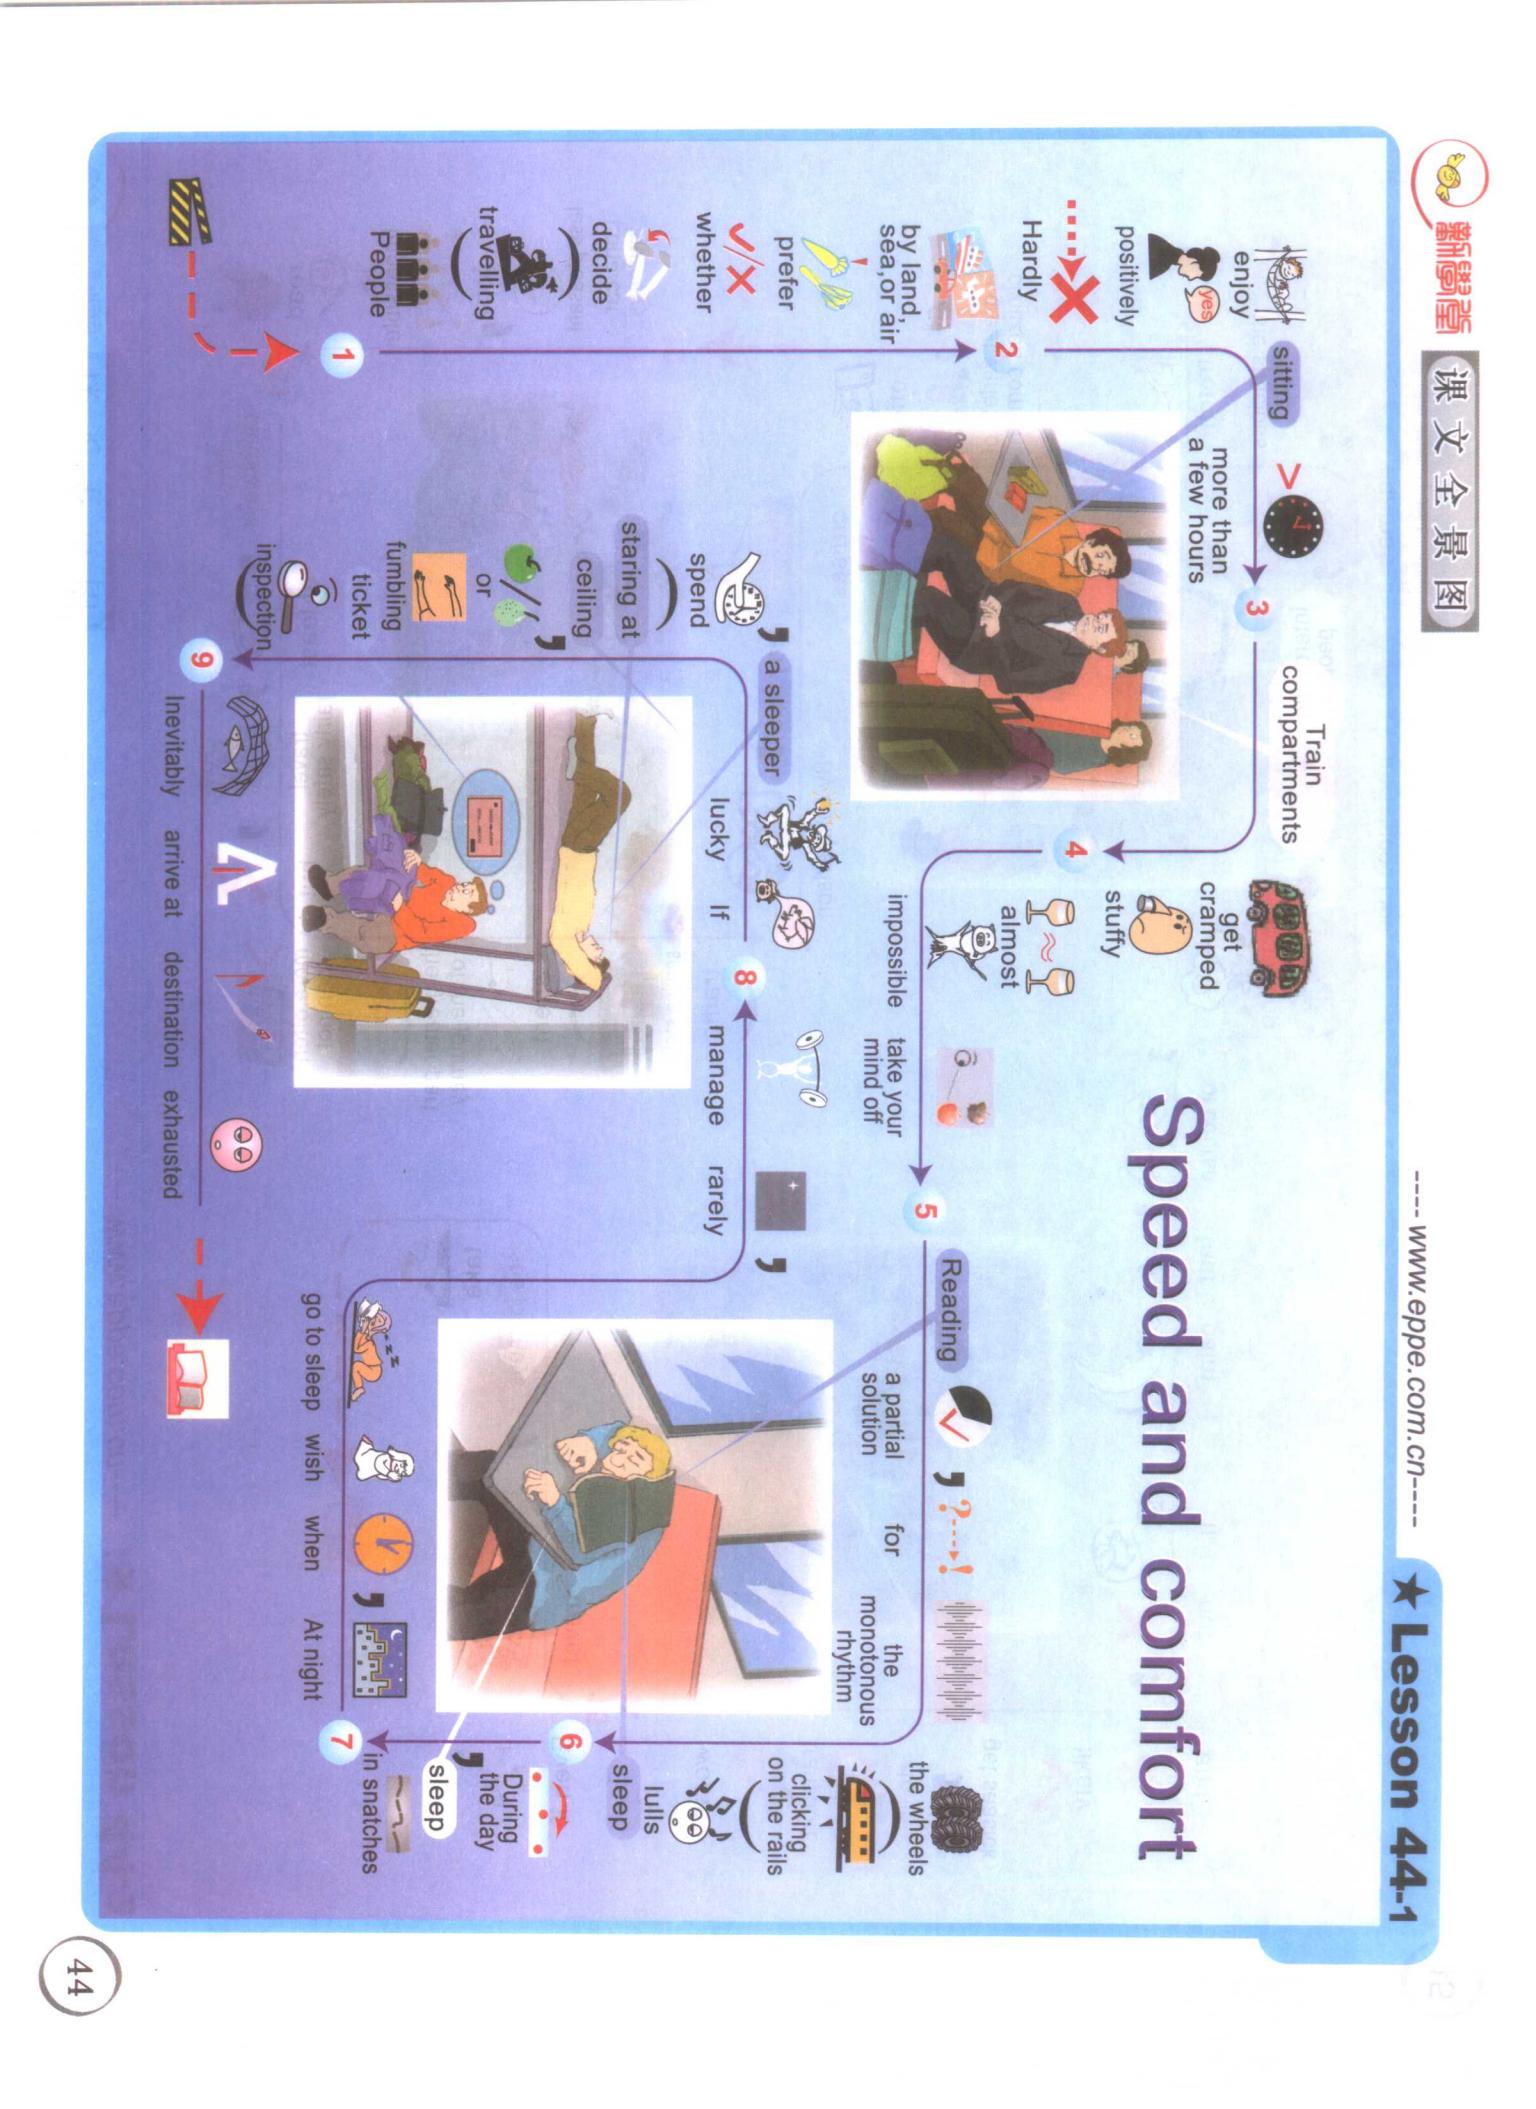 新學堂
课文全景图
----www.eppe.com.cn----
★ Lesson 44-1
Speed and comfort
1
People
(travelling)
decide
whether
prefer
by land,
sea,or air
2
Hardly
positively
enjoy
yes
sitting
>
more than
a few hours
3
Train
compartments
get
cramped
stuffy
4
almost
impossible
take your
mind off
5
Reading
a partial
solution
,
for
the
monotonous
rhythm
the wheels
(clicking
on the rails)
lulls
sleep
6
During
the day
,
sleep
in snatches
7
At night
,
when
wish
go to sleep
zz
,
rarely
manage
8
If
lucky
a sleeper
,
spend
(staring at
ceiling
,
or
fumbling
ticket
inspection)
9
Inevitably
arrive at
destination
exhausted
44